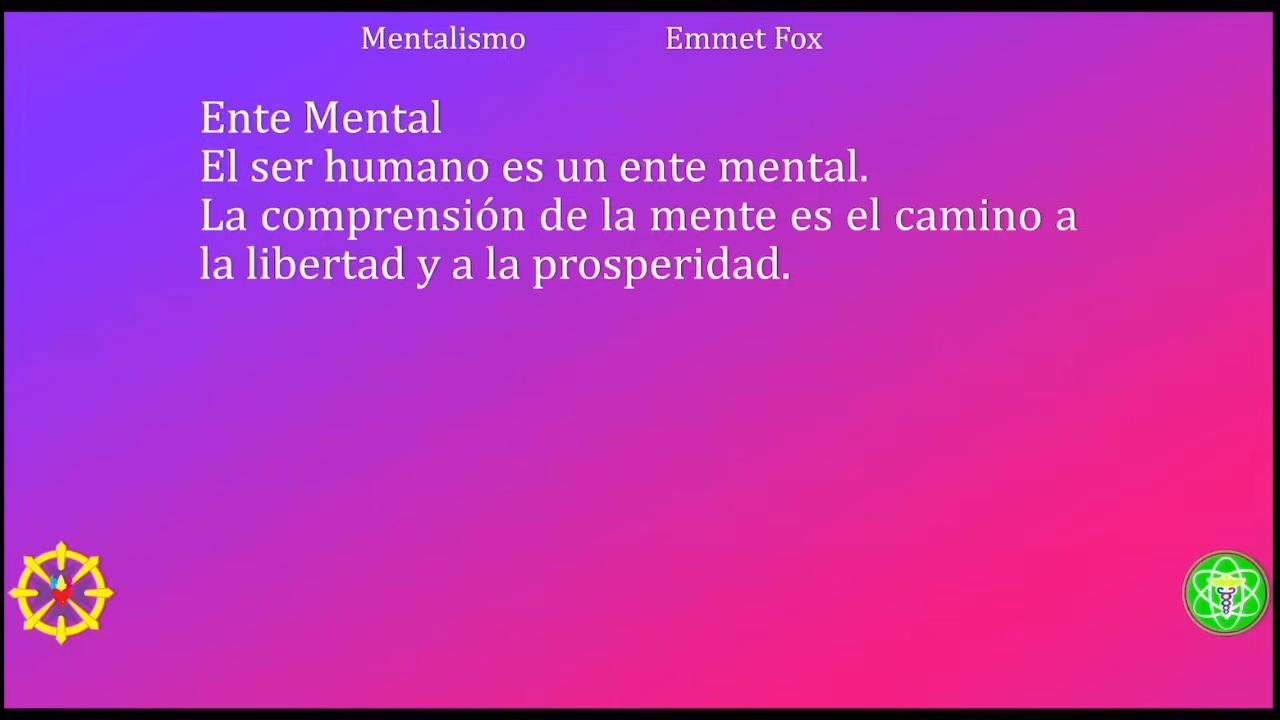 Mentalismo Emmet Fox
Ente Mental
El ser humano es un ente mental.
La comprensión de la mente es el camino a
la libertad y a la prosperidad.